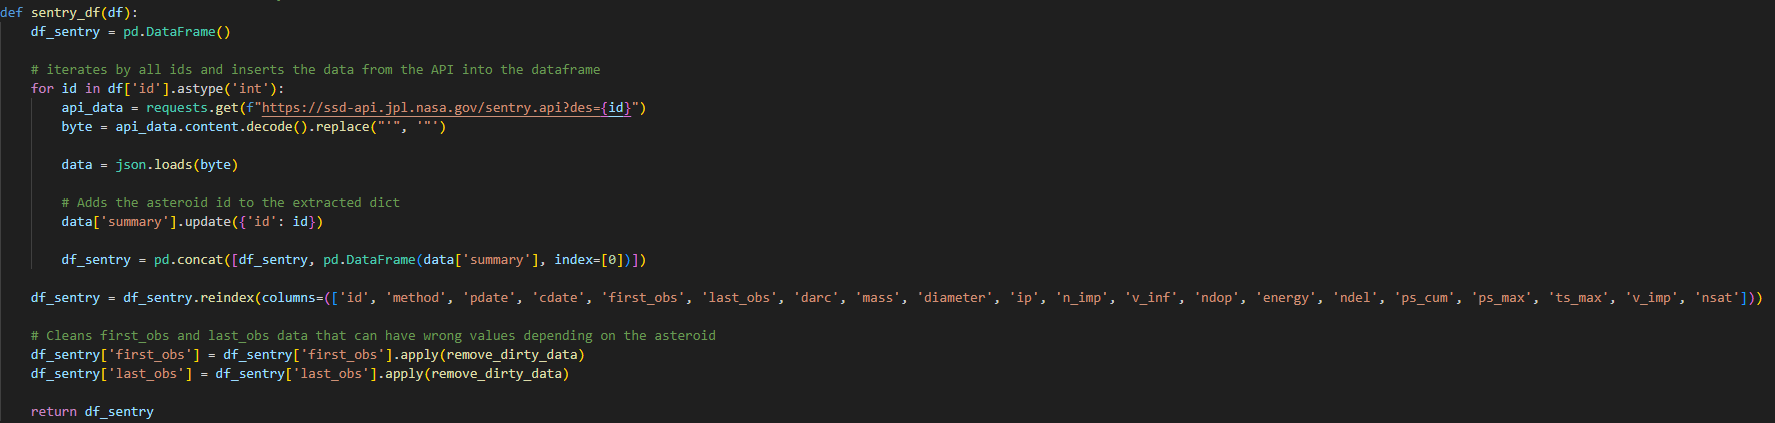 def sentry_df(df):
    df_sentry = pd.DataFrame()
    # iterates by all ids and inserts the data from the API into the dataframe
    for id in df['id'].astype('int'):
        api_data = requests.get(f"https://ssd-api.jpl.nasa.gov/sentry.api?des={id}")
        byte = api_data.content.decode().replace("'", '"')
        data = json.loads(byte)
        # Adds the asteroid id to the extracted dict
        data['summary'].update({'id': id})
        df_sentry = pd.concat([df_sentry, pd.DataFrame(data['summary'], index=[0])])
    df_sentry = df_sentry.reindex(columns=(['id', 'method', 'pdate', 'cdate', 'first_obs', 'last_obs', 'darc', 'mass', 'diameter', 'ip', 'n_imp', 'v_inf', 'ndop', 'energy', 'ndel', 'ps_cum', 'ps_max', 'ts_max', 'v_imp', 'nsat']))
    # Cleans first_obs and last_obs data that can have wrong values depending on the asteroid
    df_sentry['first_obs'] = df_sentry['first_obs'].apply(remove_dirty_data)
    df_sentry['last_obs'] = df_sentry['last_obs'].apply(remove_dirty_data)
    return df_sentry